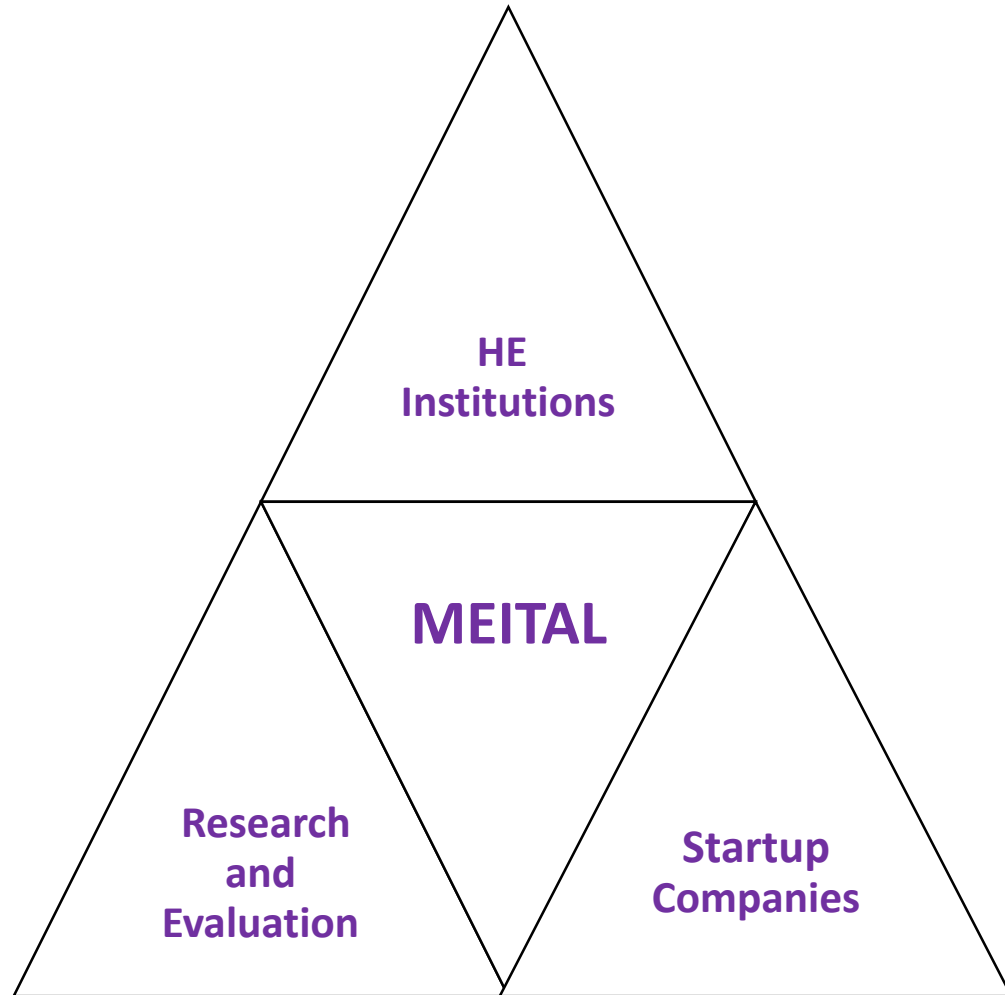 HE
Institutions
MEITAL
Research
and
Evaluation
Startup
Companies